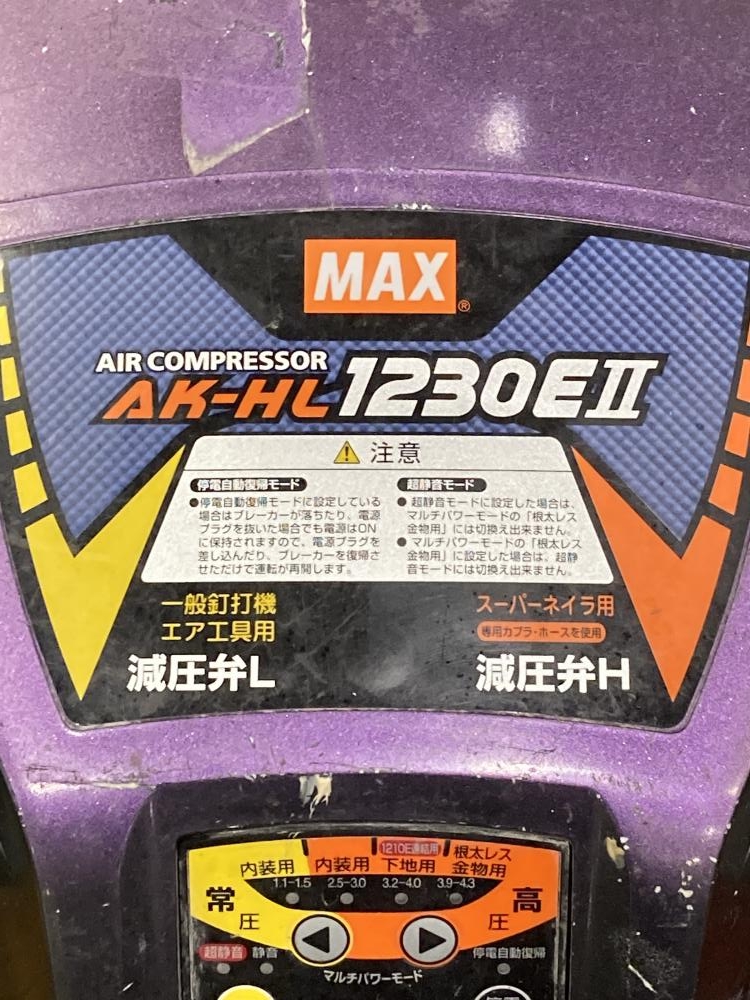 MAX®
AIR COMPRESSOR
AK-HL1230EII
注意
停電自動復帰モード
●停電自動復帰モードに設定している
場合はブレーカーが落ちたり、電源
プラグを抜いた場合でも電源はON
に保持されますので、電源プラグを
差し込んだり、ブレーカーを復帰さ
せただけで運転が再開します。
超静音モード
●超静音モードに設定した場合は、
マルチパワーモードの「根太レス
金物用」には切換え出来ません。
●マルチパワーモードの「根太レス
金物用」に設定した場合は、超静
音モードには切換え出来ません。
一般釘打機
エア工具用
減圧弁L
スーパーネイラ用
専用カプラ・ホースを使用
減圧弁H
内装用
1.1-1.5
内装用
2.5-3.0
1210E連結用
下地用
3.2-4.0
根太レス
金物用
3.9-4.3
常
圧
高
圧
超静音
静音
停電自動復帰
マルチパワーモード